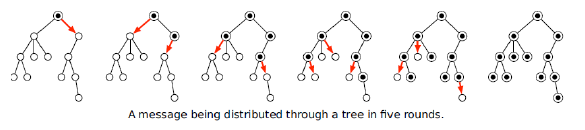 A message being distributed through a tree in five rounds.